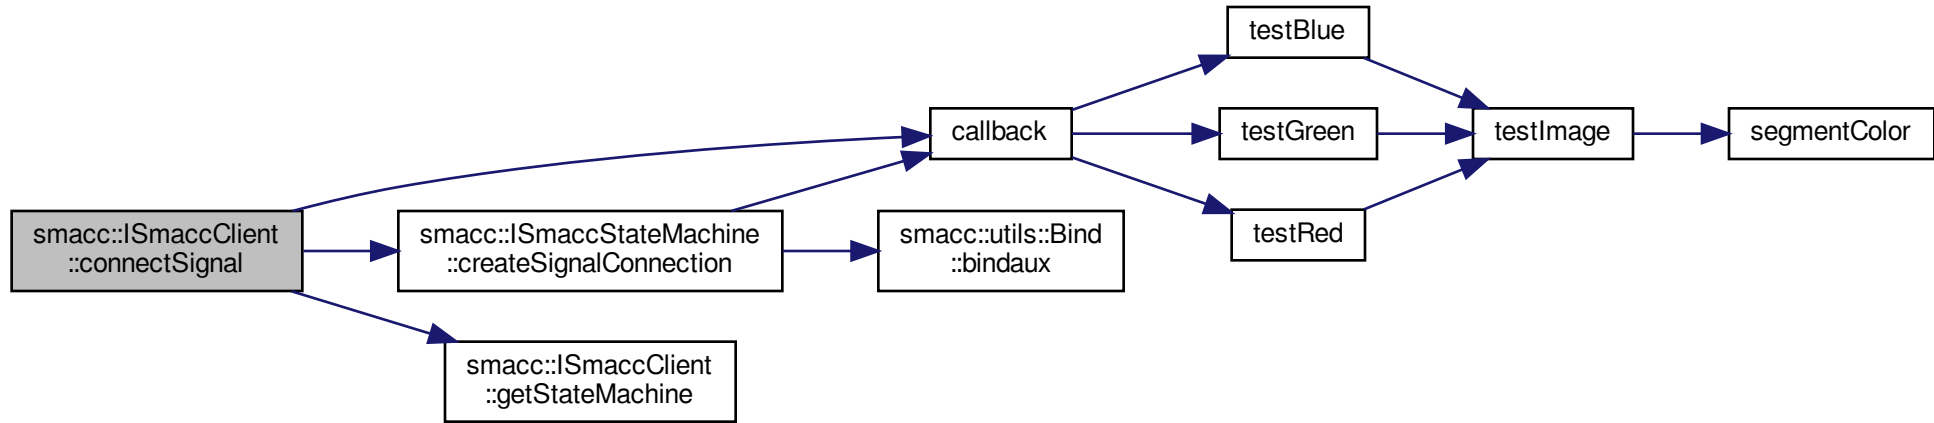 smacc::ISmaccClient
::connectSignal
smacc::ISmaccStateMachine
::createSignalConnection
smacc::ISmaccClient
::getStateMachine
callback
smacc::utils::Bind
::bindaux
testBlue
testGreen
testRed
testImage
segmentColor